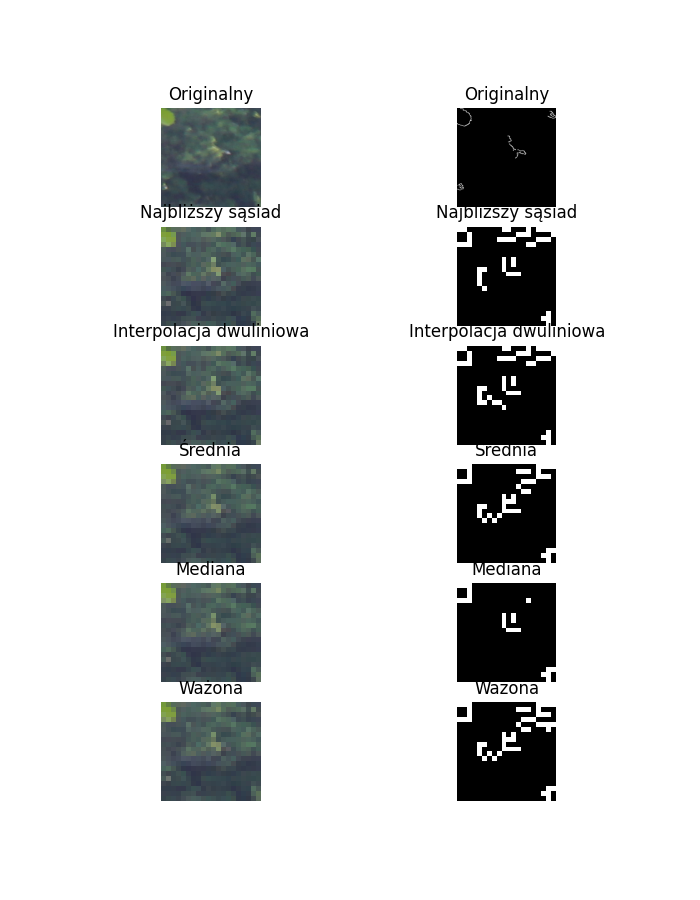 Originalny Originalny
Najbliższy sąsiad Najbliższy sąsiad
Interpolacja dwuliniowa Interpolacja dwuliniowa
Średnia Średnia
Mediana Mediana
Ważona Ważona